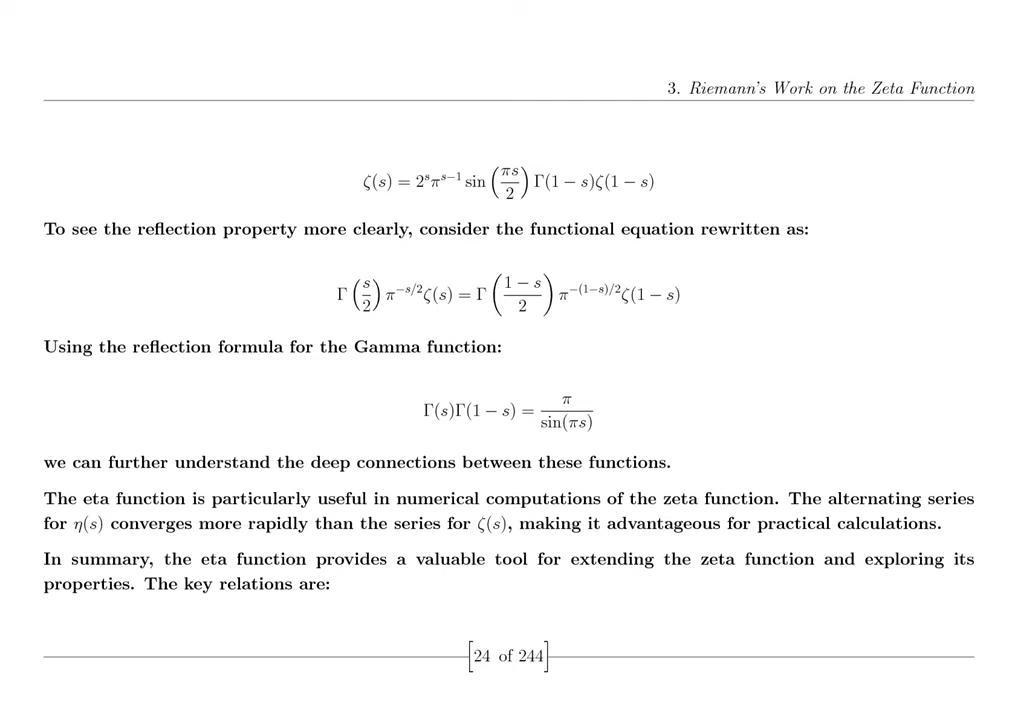 3. Riemann's Work on the Zeta Function
ζ(s) = 2^s π^{s−1} sin (πs/2) Γ(1 − s)ζ(1 − s)
To see the reflection property more clearly, consider the functional equation rewritten as:
Γ (s/2) π^{−s/2} ζ(s) = Γ ((1 − s)/2) π^{−(1−s)/2} ζ(1 − s)
Using the reflection formula for the Gamma function:
Γ(s)Γ(1 − s) = π/sin(πs)
we can further understand the deep connections between these functions.
The eta function is particularly useful in numerical computations of the zeta function. The alternating series
for η(s) converges more rapidly than the series for ζ(s), making it advantageous for practical calculations.
In summary, the eta function provides a valuable tool for extending the zeta function and exploring its
properties. The key relations are:
[24 of 244]